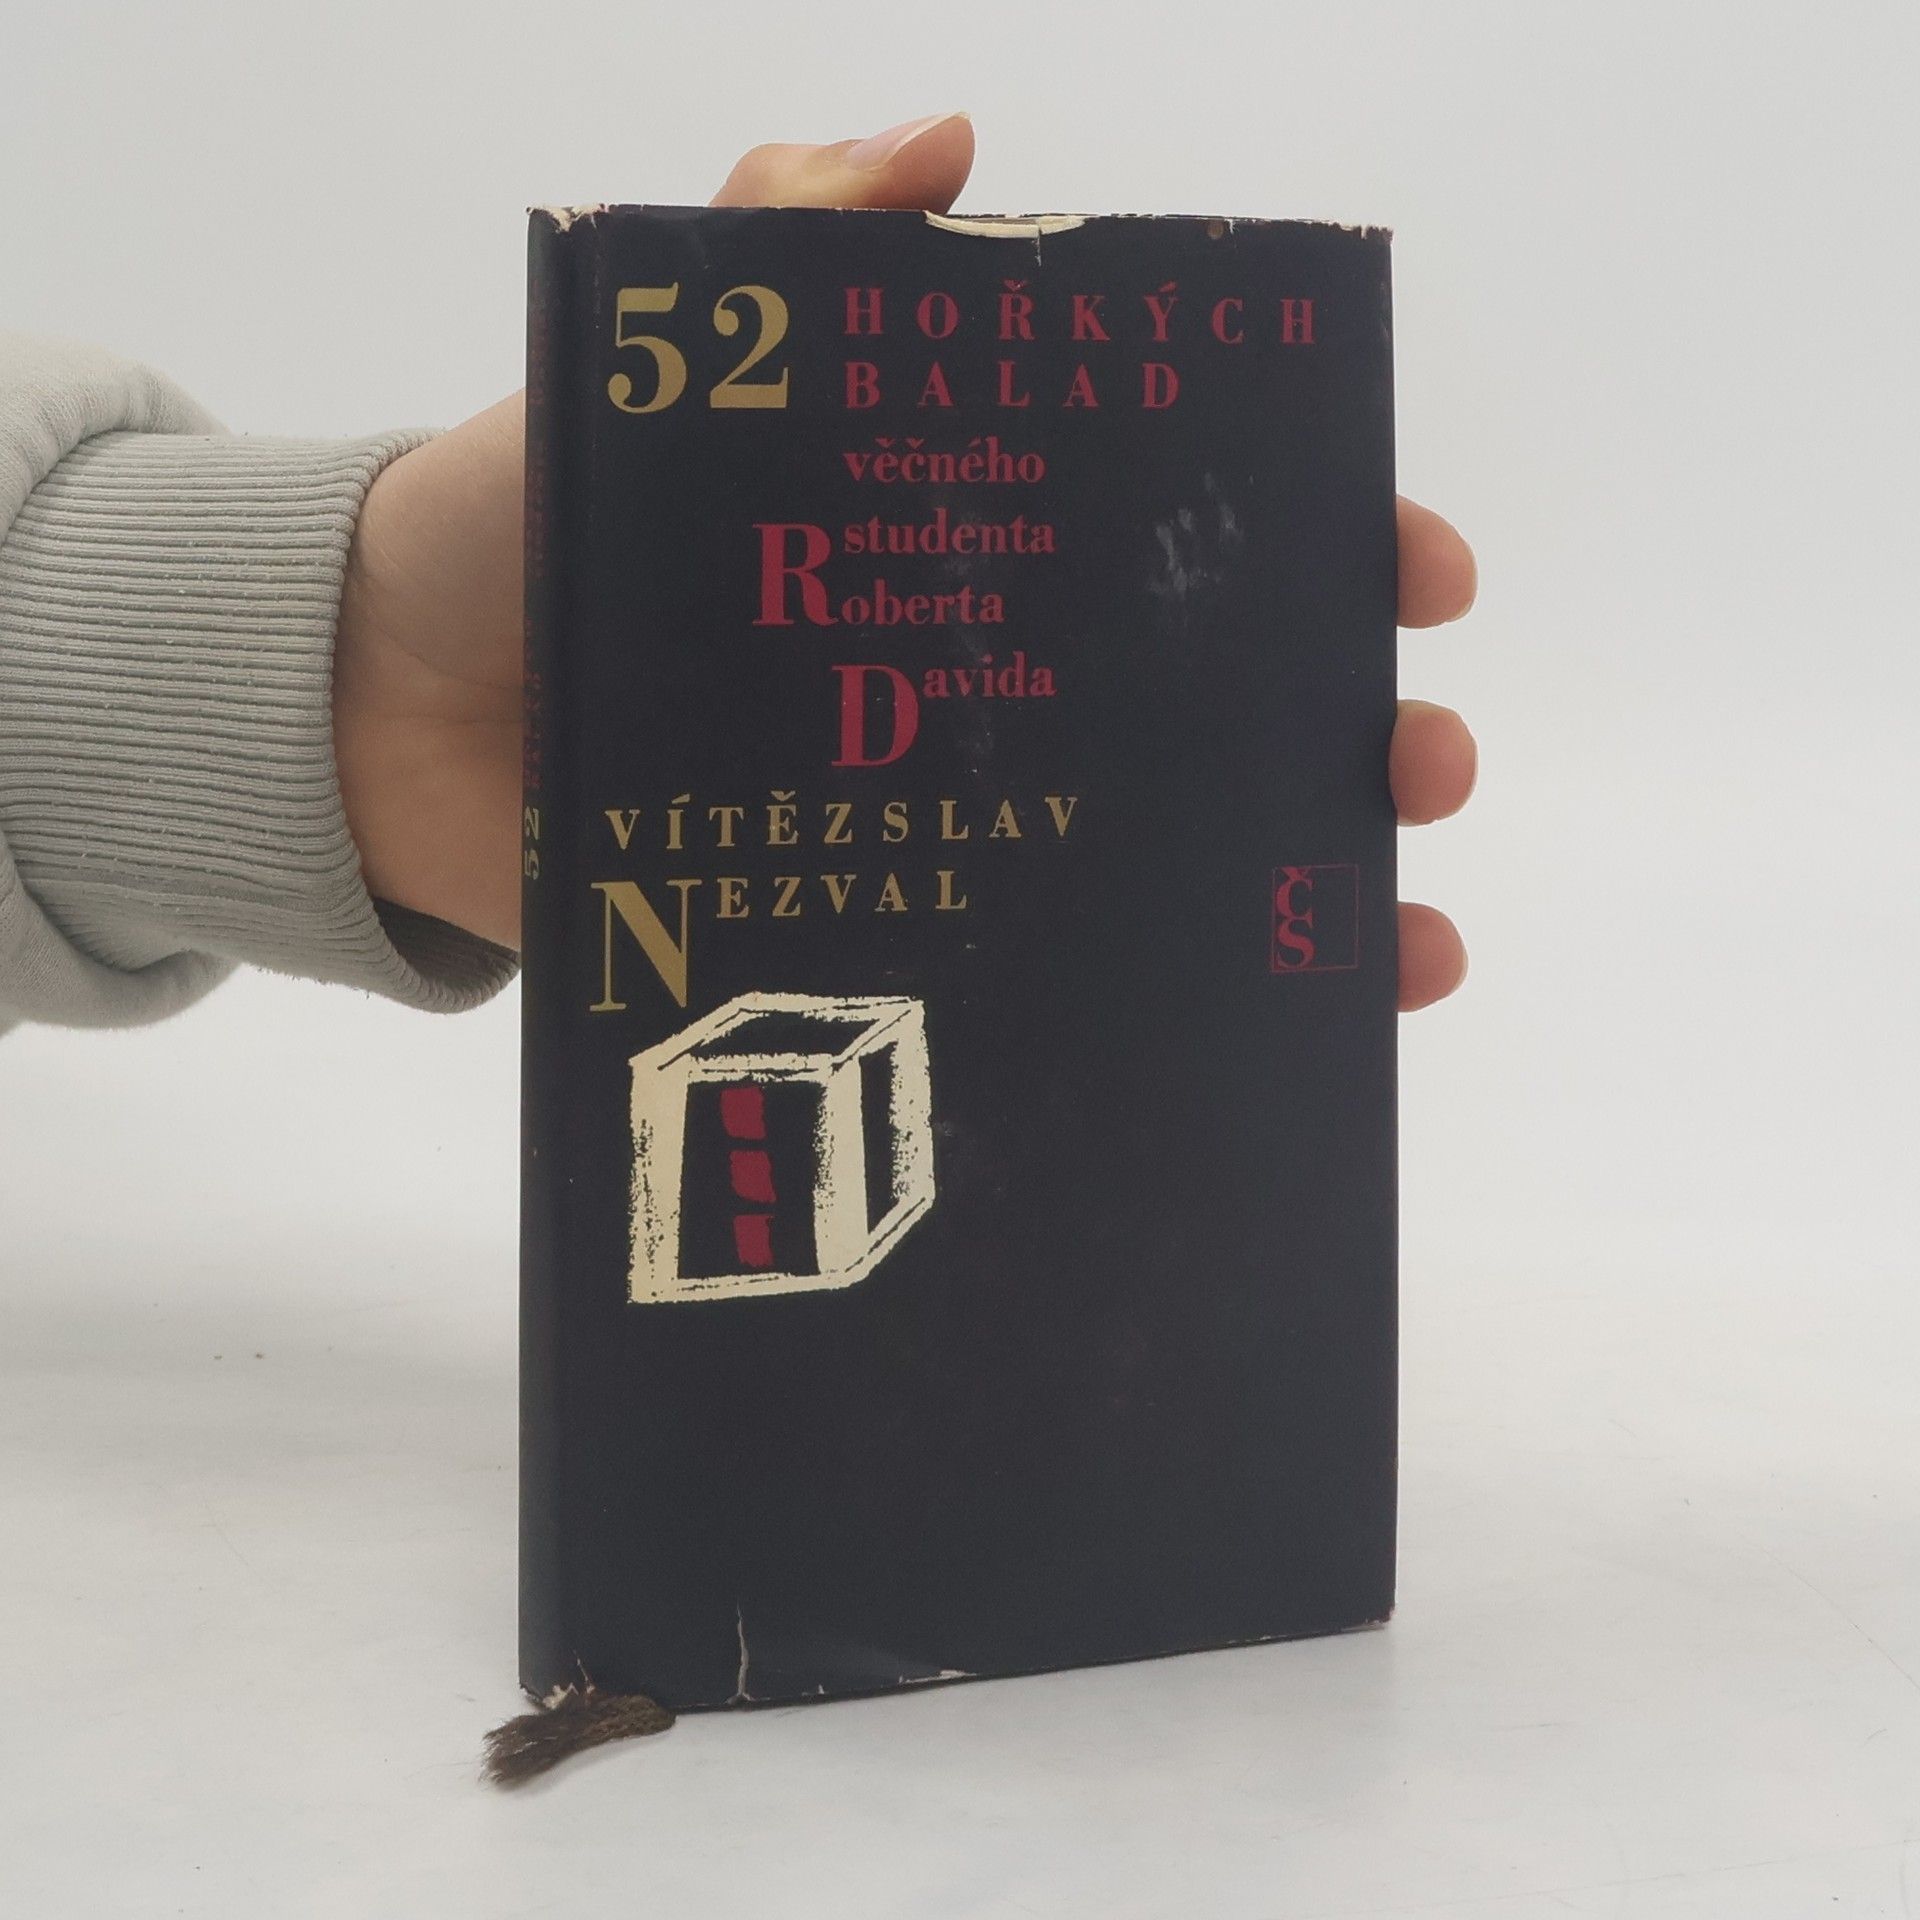 52 HOŘKÝCH
BALAD
věčného
studenta
Roberta
Davida
VÍTĚZSLAV
NEZVAL
ČS
52